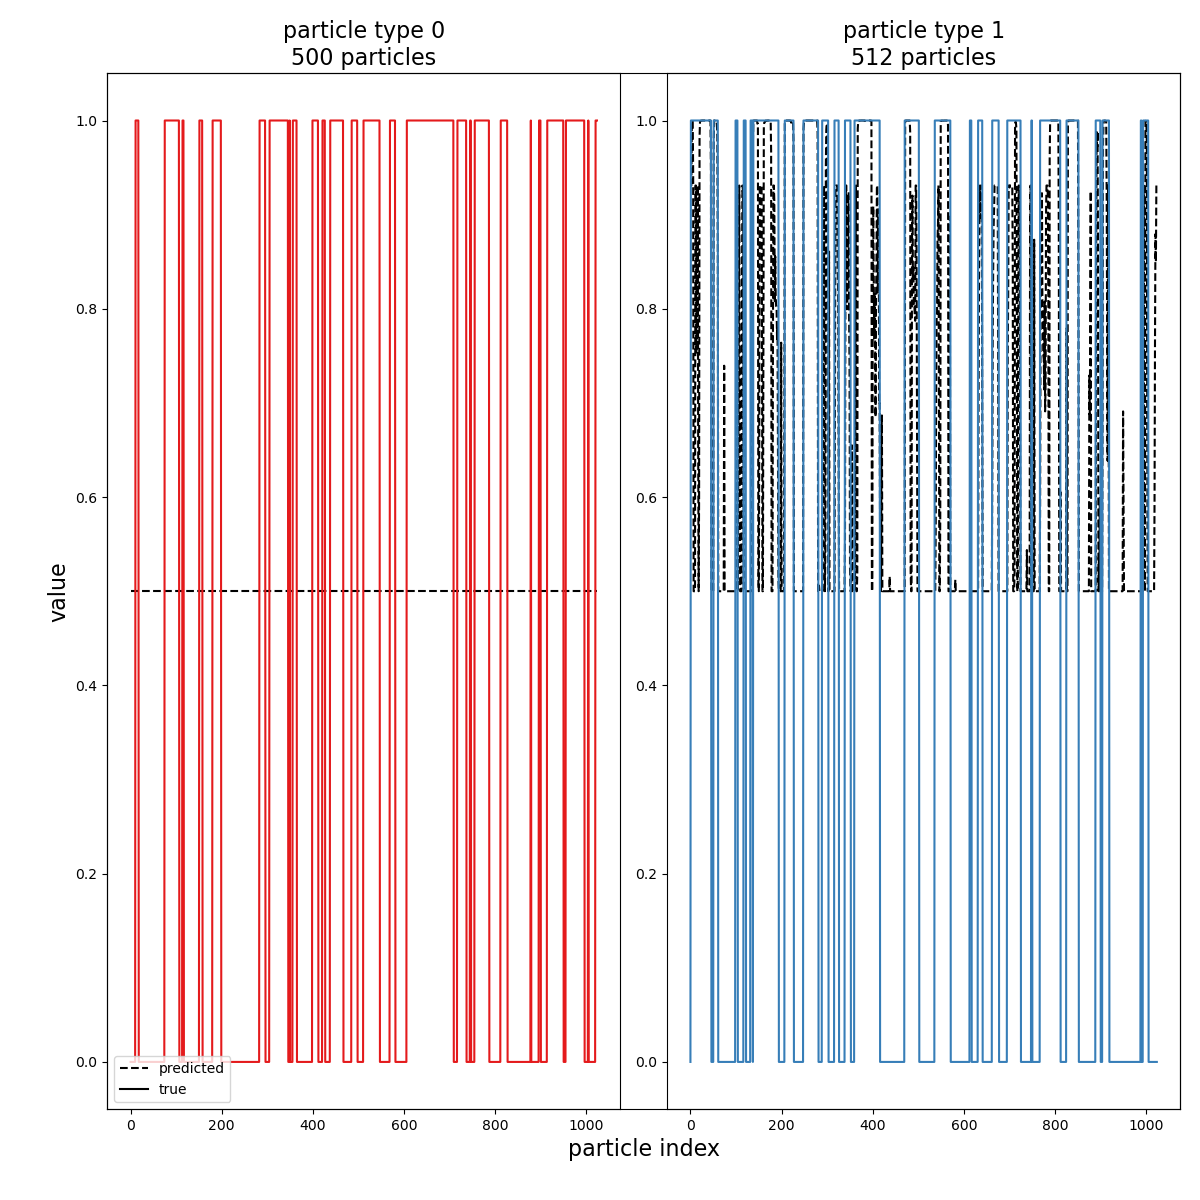 particle type 0
500 particles
particle type 1
512 particles
value
1.0
0.8
0.6
0.4
0.2
0.0
1.0
0.8
0.6
0.4
0.2
0.0
predicted
true
0 200 400 600 800 1000
0 200 400 600 800 1000
particle index